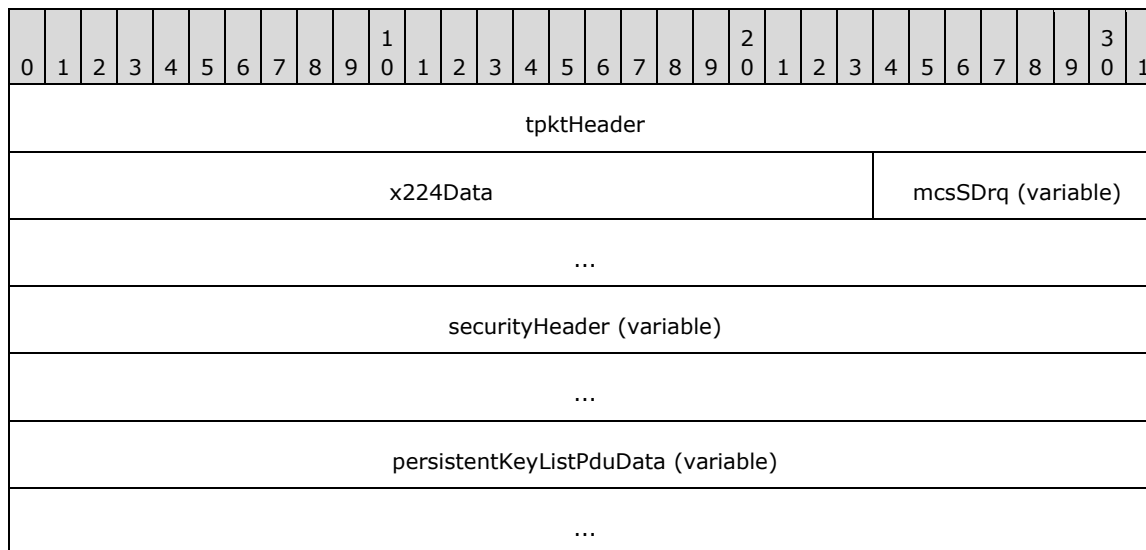 1 2 3
0 1 2 3 4 5 6 7 8 9 0 1 2 3 4 5 6 7 8 9 0 1 2 3 4 5 6 7 8 9 0 1
tpktHeader
x224Data mcsSDrq (variable)
...
securityHeader (variable)
...
persistentKeyListPduData (variable)
...